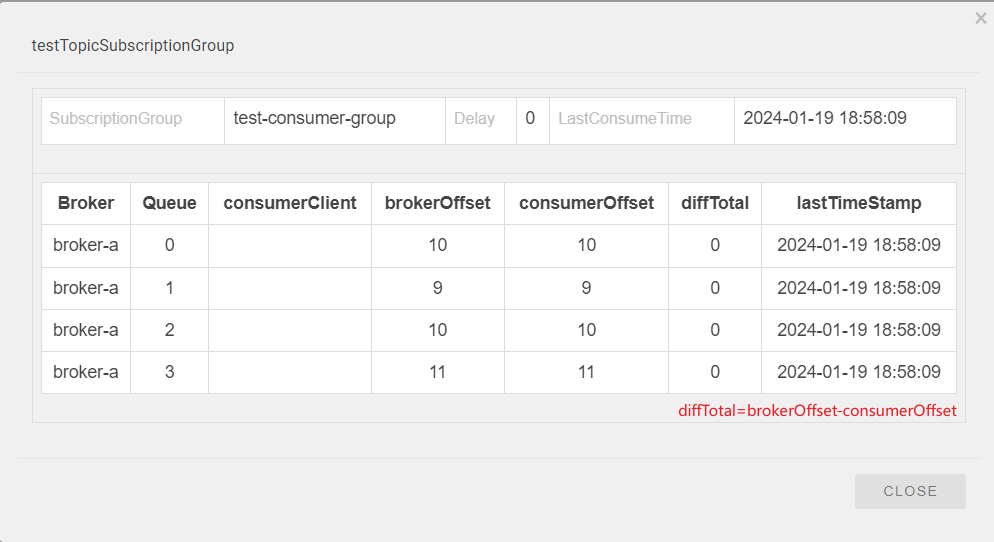 ×
testTopicSubscriptionGroup
SubscriptionGroup test-consumer-group Delay 0 LastConsumeTime 2024-01-19 18:58:09
Broker Queue consumerClient brokerOffset consumerOffset diffTotal lastTimeStamp
broker-a 0 10 10 0 2024-01-19 18:58:09
broker-a 1 9 9 0 2024-01-19 18:58:09
broker-a 2 10 10 0 2024-01-19 18:58:09
broker-a 3 11 11 0 2024-01-19 18:58:09
diffTotal=brokerOffset-consumerOffset
CLOSE